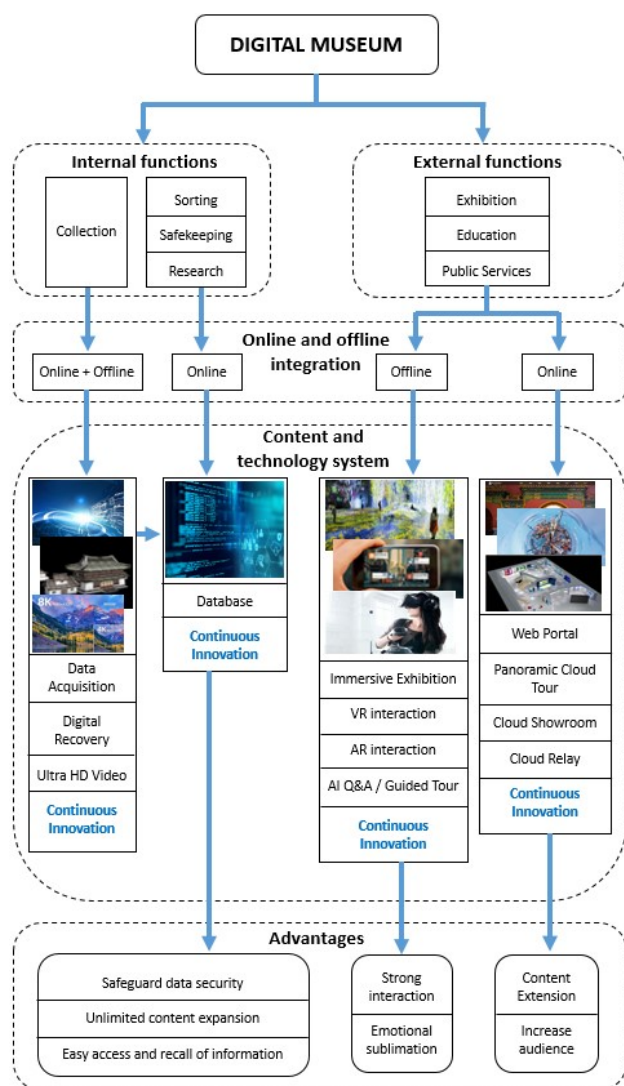 DIGITAL MUSEUM
Internal functions
Collection
Sorting
Safekeeping
Research
External functions
Exhibition
Education
Public Services
Online and offline
integration
Online + Offline
Online
Offline
Online
Content and
technology system
8K
4K
Data
Acquisition
Digital
Recovery
Ultra HD Video
Continuous
Innovation
Database
Continuous
Innovation
Immersive Exhibition
VR interaction
AR interaction
AI Q&A / Guided Tour
Continuous
Innovation
Web Portal
Panoramic Cloud
Tour
Cloud Showroom
Cloud Relay
Continuous
Innovation
Advantages
Safeguard data security
Unlimited content expansion
Easy access and recall of information
Strong
interaction
Emotional
sublimation
Content
Extension
Increase
audience